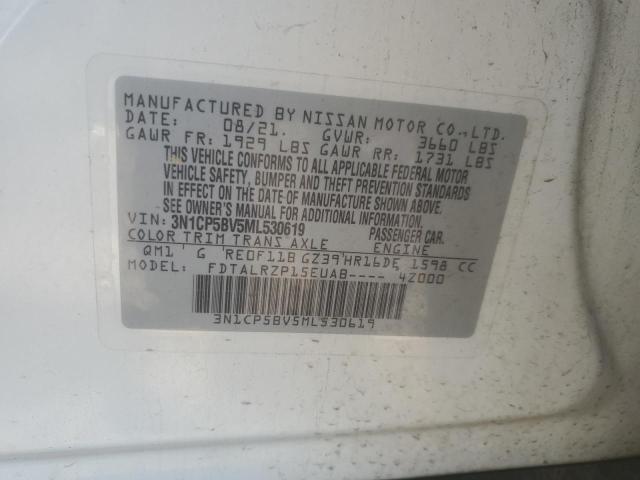 MANUFACTURED BY NISSAN MOTOR CO., LTD.
DATE: 08/21. GVWR: 3660 LBS
GAWR FR: 1929 LBS GAWR RR: 1731 LBS
THIS VEHICLE CONFORMS TO ALL APPLICABLE FEDERAL MOTOR
VEHICLE SAFETY, BUMPER AND THEFT PREVENTION STANDARDS
IN EFFECT ON THE DATE OF MANUFACTURE SHOWN ABOVE.
SEE OWNER'S MANUAL FOR ADDITIONAL INFORMATION.
VIN: 3N1CP5BV5ML530619 PASSENGER CAR.
COLOR TRIM TRANS AXLE ENGINE
QM1 G RE0F11B GZ39 HR16DE 1598 CC
MODEL: FDTALRZP15EUAB---- 4Z000
3N1CP5BV5ML530619